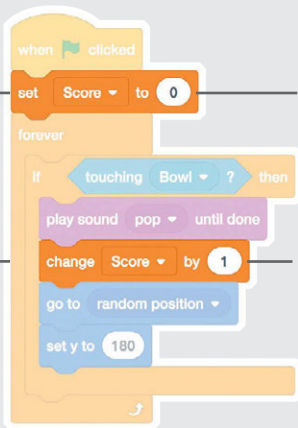 when clicked
set Score to 0
forever
if touching Bowl ? then
play sound pop until done
change Score by 1
go to random position
set y to 180